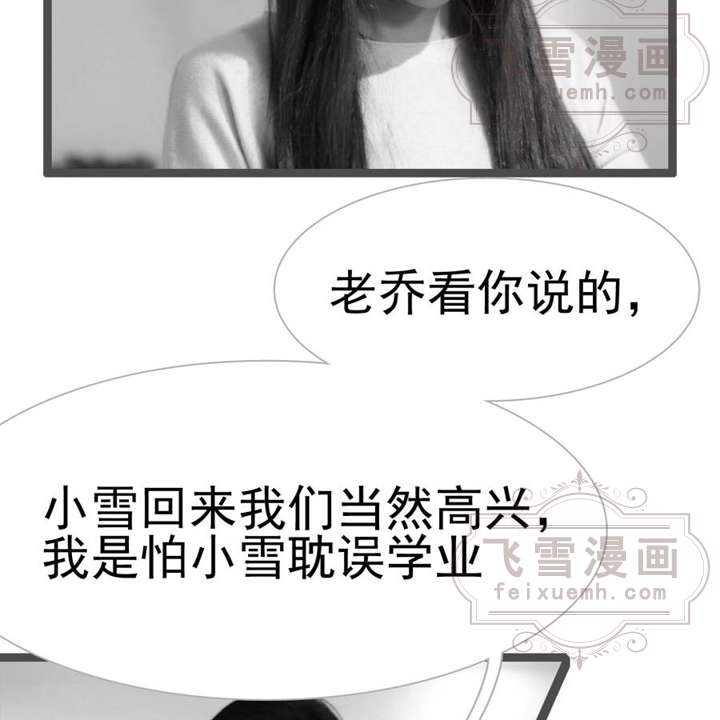 飞雪漫画
feixuemh.com
老乔看你说的，
小雪回来我们当然高兴，
我是怕小雪耽误学业
飞雪漫画
feixuemh.com